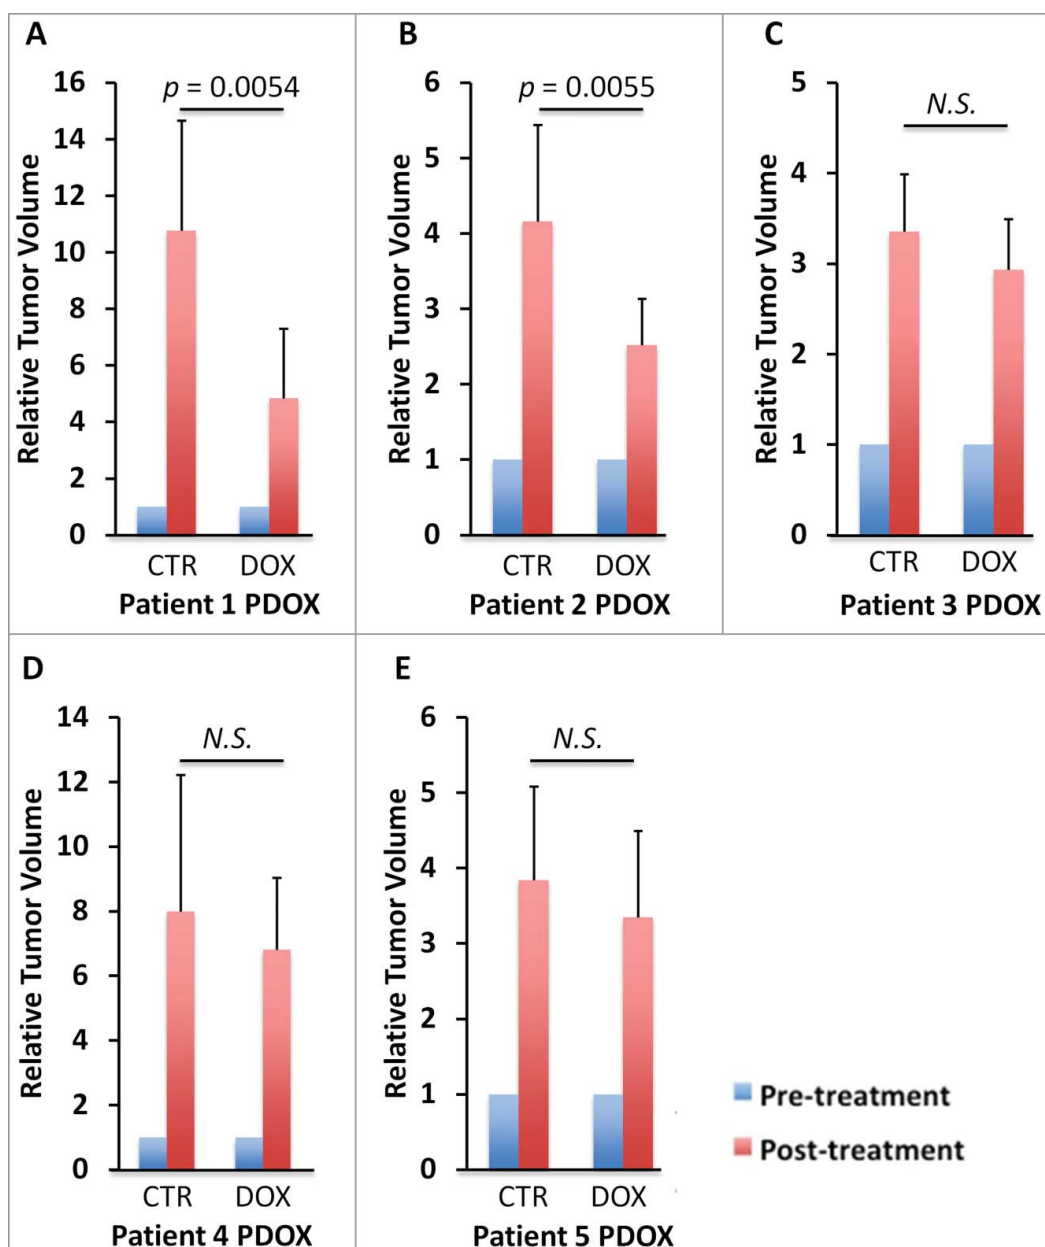 A
p = 0.0054
Relative Tumor Volume
16
14
12
10
8
6
4
2
0
CTR DOX
Patient 1 PDOX
B
p = 0.0055
Relative Tumor Volume
6
5
4
3
2
1
0
CTR DOX
Patient 2 PDOX
C
N.S.
Relative Tumor Volume
5
4
3
2
1
0
CTR DOX
Patient 3 PDOX
D
N.S.
Relative Tumor Volume
14
12
10
8
6
4
2
0
CTR DOX
Patient 4 PDOX
E
N.S.
Relative Tumor Volume
6
5
4
3
2
1
0
CTR DOX
Patient 5 PDOX
Pre-treatment
Post-treatment